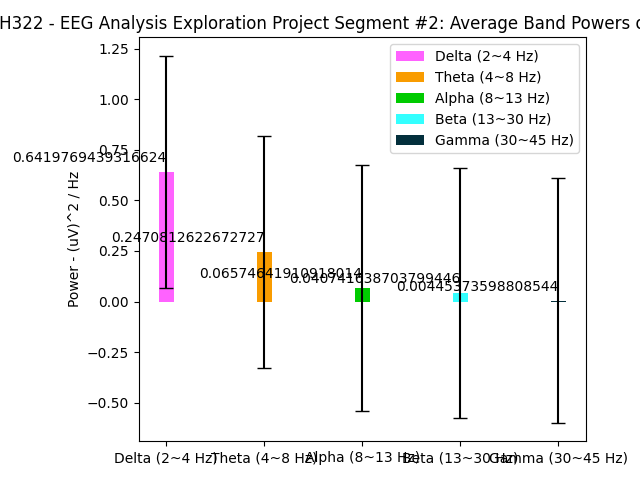 H322 - EEG Analysis Exploration Project Segment #2: Average Band Powers
Delta (2~4 Hz)
Theta (4~8 Hz)
Alpha (8~13 Hz)
Beta (13~30 Hz)
Gamma (30~45 Hz)
1.25
1.00
0.75
0.50
0.25
0.00
−0.25
−0.50
Power - (uV)^2 / Hz
0.6419769439316624
0.2470812622672727
0.06574641910918014
0.040741638703799446
0.00445373598808544
Delta (2~4 Hz)
Theta (4~8 Hz)
Alpha (8~13 Hz)
Beta (13~30 Hz)
Gamma (30~45 Hz)